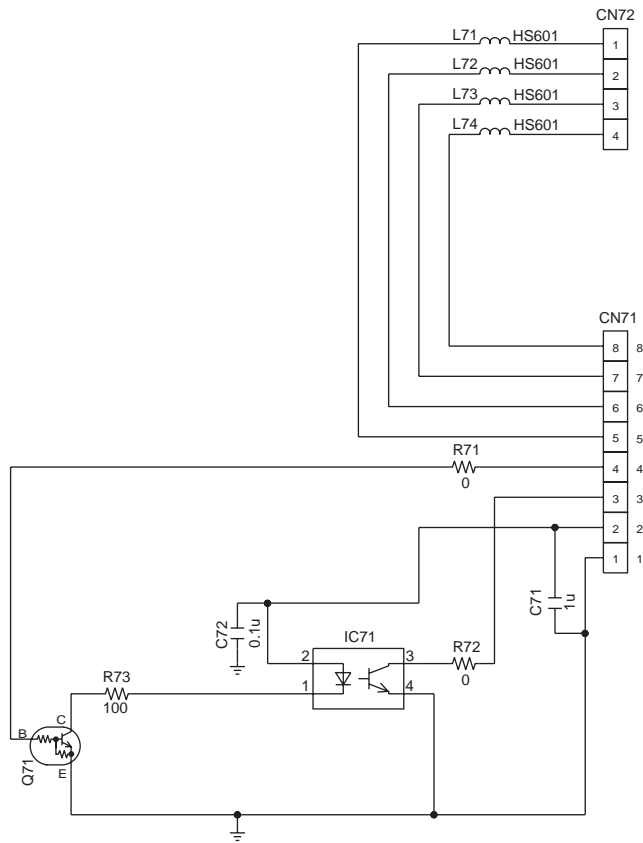 CN72
L71 HS601 1
L72 HS601 2
L73 HS601 3
L74 HS601 4
CN71
8 8
7 7
6 6
5 5
R71
4 4
0
3 3
2 2
1 1
C71
1u
C72
0.1u
IC71
2 3
R72
0
1 4
R73
100
C
B
E
Q71